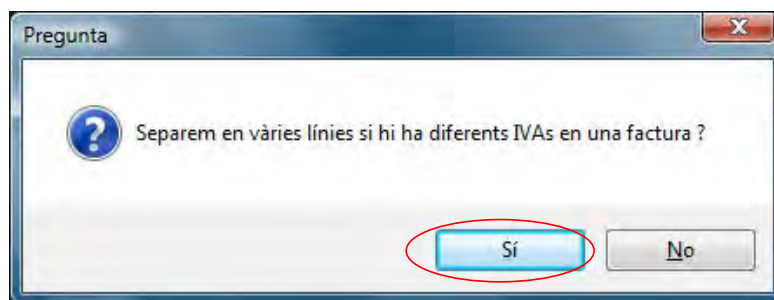 Pregunta
Separem en vàries línies si hi ha diferents IVAs en una factura ?
Sí
No